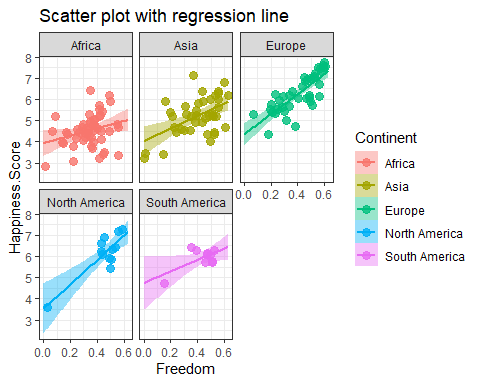 Scatter plot with regression line
Africa
Asia
Europe
8
7
6
5
4
3
0.0 0.2 0.4 0.6
North America
South America
8
7
6
5
4
3
0.0 0.2 0.4 0.6
0.0 0.2 0.4 0.6
Happiness.Score
Freedom
Continent
Africa
Asia
Europe
North America
South America